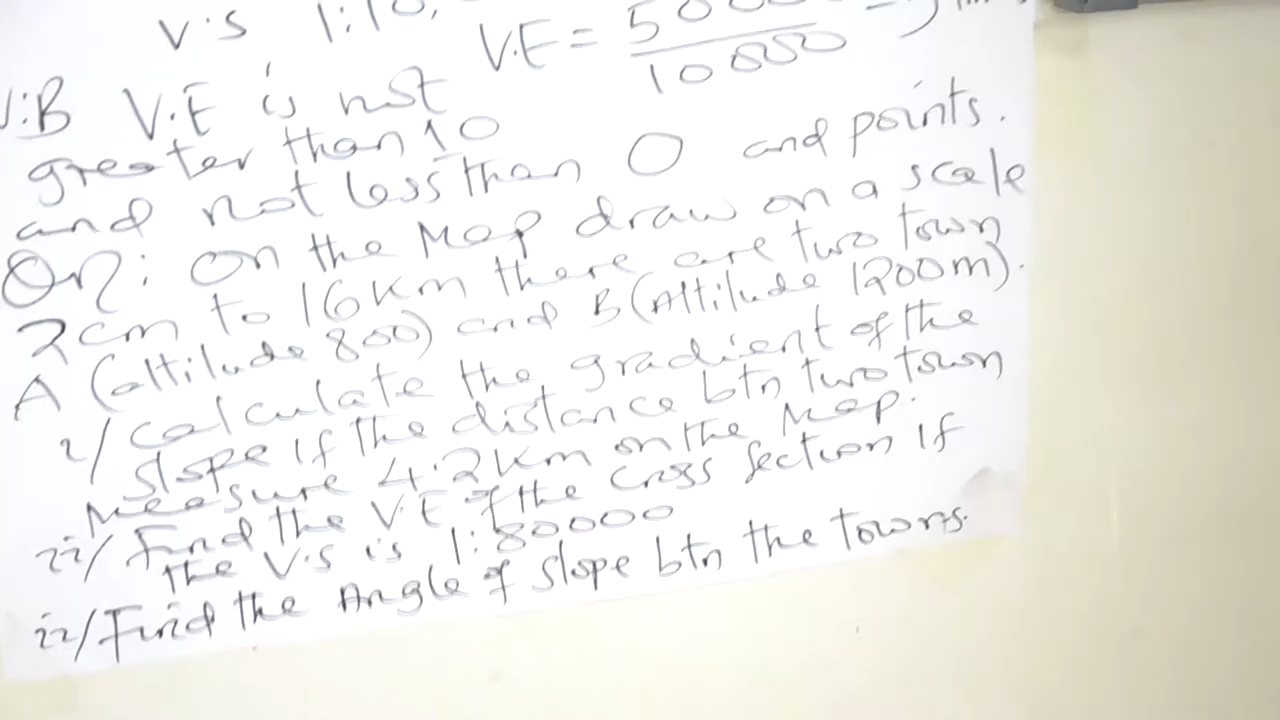 V.S 1:10,
V.E = 5000
10000
V.E is not
greater than 10
and not less than 0 and points.
Qn: On the Map draw on a scale
2cm to 16km there are two town
A (altitude 800) and B (Altitude 1200m).
i/ Calculate the gradient of the
slope if the distance btn two town
Measure 4.2km on the Map.
ii/ Find the V.E of the cross section if
the V.S is 1:80000
ii/ Find the Angle of slope btn the towns.